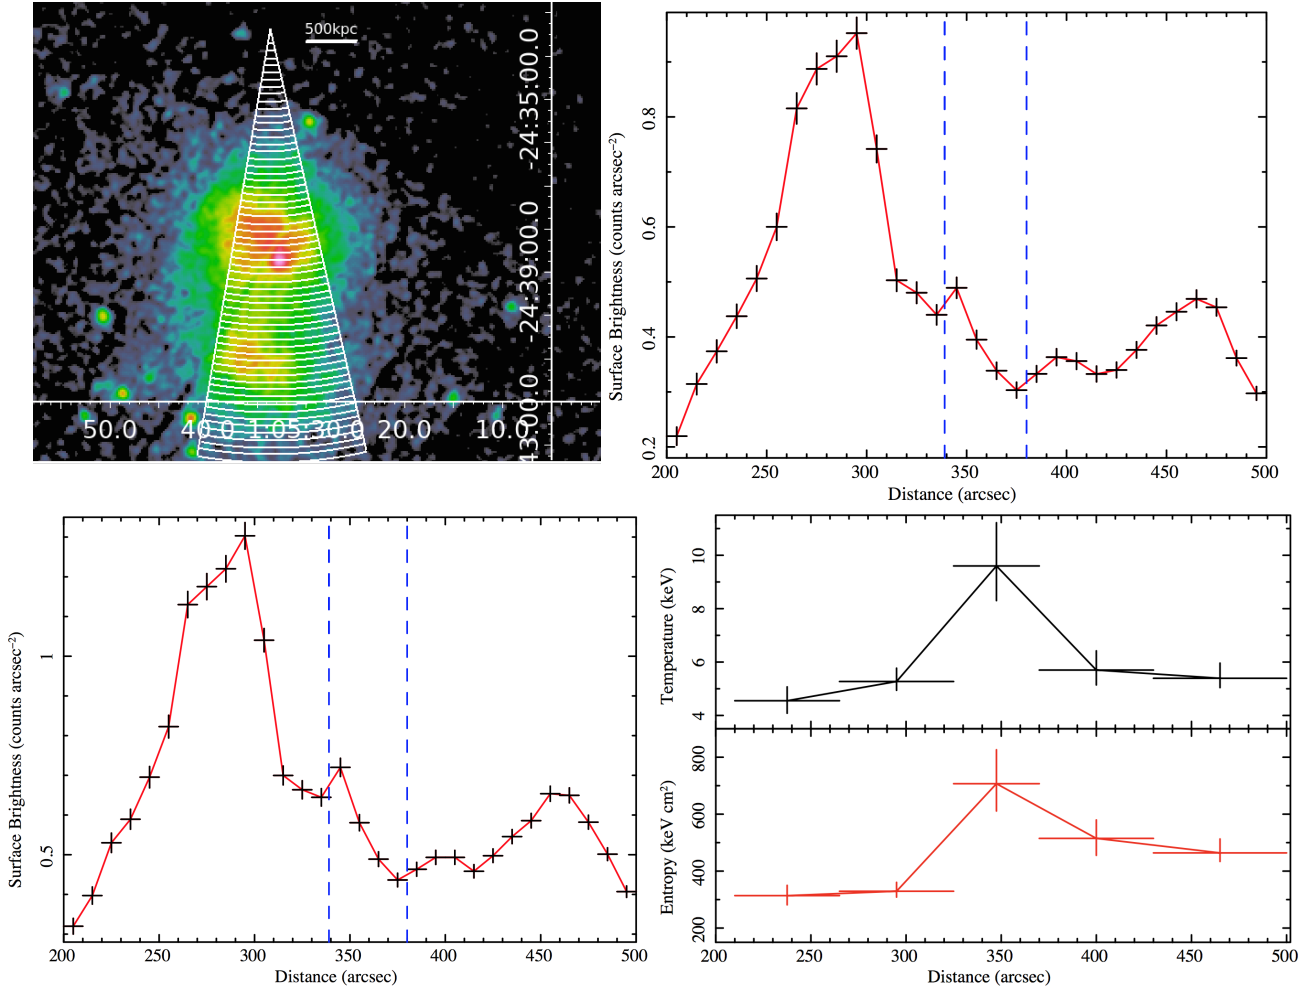 500kpc
-24:35:00.0
-24:39:00.0
43:00.0
50.0 40.0 1:05:30.0 20.0 10.0
Surface Brightness (counts arcsec⁻²)
0.8
0.6
0.4
0.2
200 250 300 350 400 450 500
Distance (arcsec)
Surface Brightness (counts arcsec⁻²)
1
0.5
200 250 300 350 400 450 500
Distance (arcsec)
Temperature (keV)
10
8
6
4
Entropy (keV cm²)
800
600
400
200
200 250 300 350 400 450 500
Distance (arcsec)